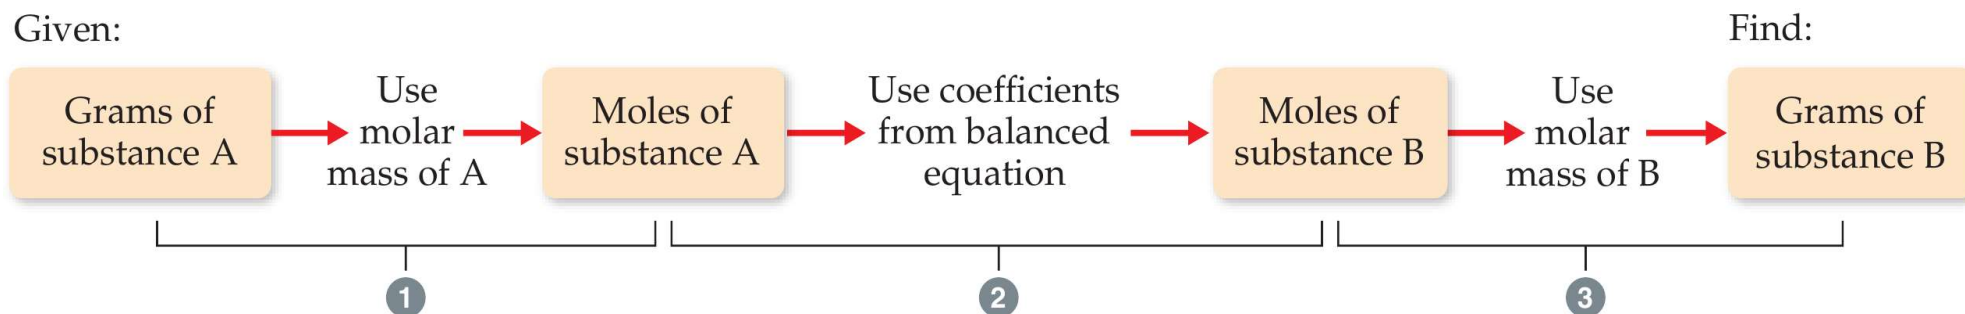 Given:
Find:
Grams of
substance A
Use
molar
mass of A
Moles of
substance A
Use coefficients
from balanced
equation
Moles of
substance B
Use
molar
mass of B
Grams of
substance B
1
2
3